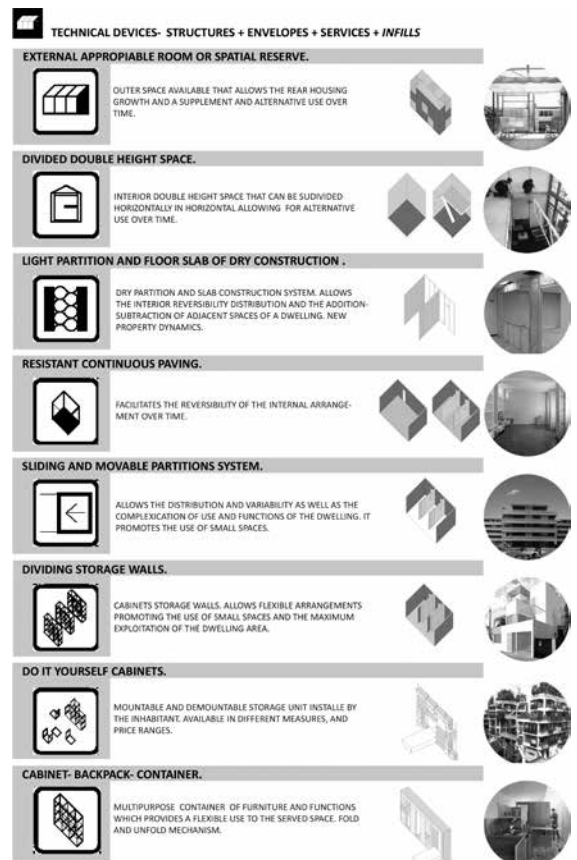 TECHNICAL DEVICES- STRUCTURES + ENVELOPES + SERVICES + INFILLS
EXTERNAL APPROPIABLE ROOM OR SPATIAL RESERVE.
OUTER SPACE AVAILABLE THAT ALLOWS THE REAR HOUSING
GROWTH AND A SUPPLEMENT AND ALTERNATIVE USE OVER
TIME.
DIVIDED DOUBLE HEIGHT SPACE.
INTERIOR DOUBLE HEIGHT SPACE THAT CAN BE SUDIVIDED
HORIZONTALLY IN HORIZONTAL ALLOWING FOR ALTERNATIVE
USE OVER TIME.
LIGHT PARTITION AND FLOOR SLAB OF DRY CONSTRUCTION .
DRY PARTITION AND SLAB CONSTRUCTION SYSTEM. ALLOWS
THE INTERIOR REVERSIBILITY DISTRIBUTION AND THE ADDITION-
SUBTRACTION OF ADJACENT SPACES OF A DWELLING. NEW
PROPERTY DYNAMICS.
RESISTANT CONTINUOUS PAVING.
FACILITATES THE REVERSIBILITY OF THE INTERNAL ARRANGE-
MENT OVER TIME.
SLIDING AND MOVABLE PARTITIONS SYSTEM.
ALLOWS THE DISTRIBUTION AND VARIABILITY AS WELL AS THE
COMPLEXICATION OF USE AND FUNCTIONS OF THE DWELLING. IT
PROMOTES THE USE OF SMALL SPACES.
DIVIDING STORAGE WALLS.
CABINETS STORAGE WALLS. ALLOWS FLEXIBLE ARRANGEMENTS
PROMOTING THE USE OF SMALL SPACES AND THE MAXIMUM
EXPLOITATION OF THE DWELLING AREA.
DO IT YOURSELF CABINETS.
MOUNTABLE AND DEMOUNTABLE STORAGE UNIT INSTALLE BY
THE INHABITANT. AVAILABLE IN DIFFERENT MEASURES, AND
PRICE RANGES.
CABINET- BACKPACK- CONTAINER.
MULTIPURPOSE CONTAINER OF FURNITURE AND FUNCTIONS
WHICH PROVIDES A FLEXIBLE USE TO THE SERVED SPACE. FOLD
AND UNFOLD MECHANISM.